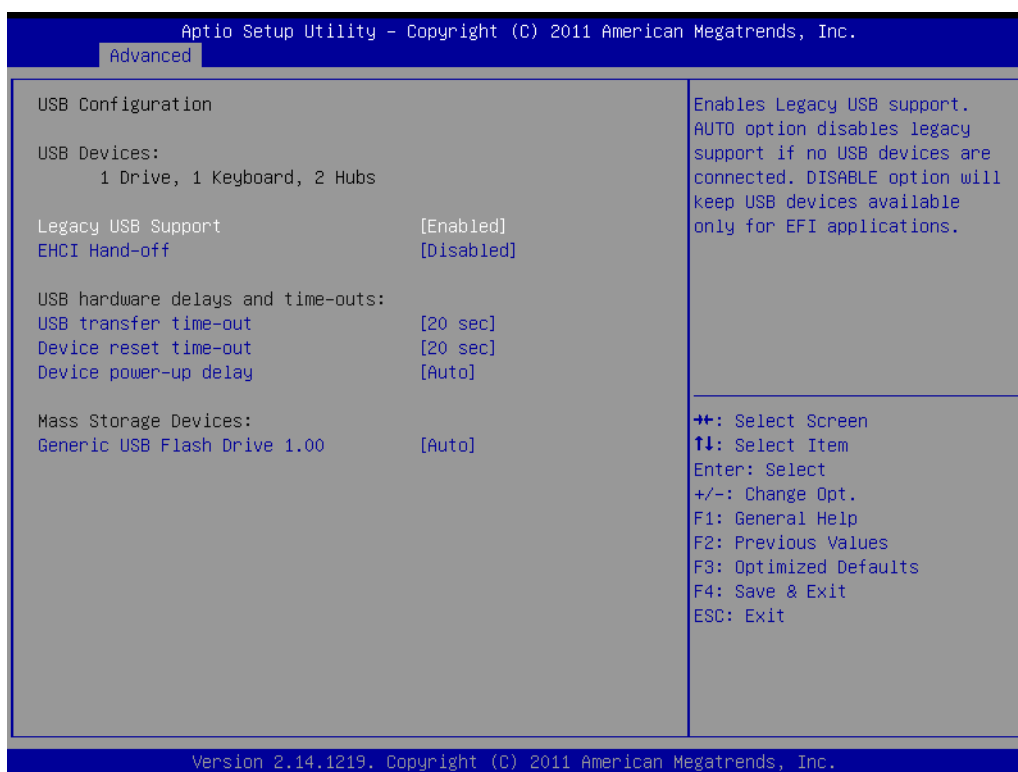 Aptio Setup Utility – Copyright (C) 2011 American Megatrends, Inc.
Advanced
USB Configuration
USB Devices:
1 Drive, 1 Keyboard, 2 Hubs
Legacy USB Support [Enabled]
EHCI Hand-off [Disabled]
USB hardware delays and time-outs:
USB transfer time-out [20 sec]
Device reset time-out [20 sec]
Device power-up delay [Auto]
Mass Storage Devices:
Generic USB Flash Drive 1.00 [Auto]
Enables Legacy USB support.
AUTO option disables legacy
support if no USB devices are
connected. DISABLE option will
keep USB devices available
only for EFI applications.
→←: Select Screen
↑↓: Select Item
Enter: Select
+/-: Change Opt.
F1: General Help
F2: Previous Values
F3: Optimized Defaults
F4: Save & Exit
ESC: Exit
Version 2.14.1219. Copyright (C) 2011 American Megatrends, Inc.